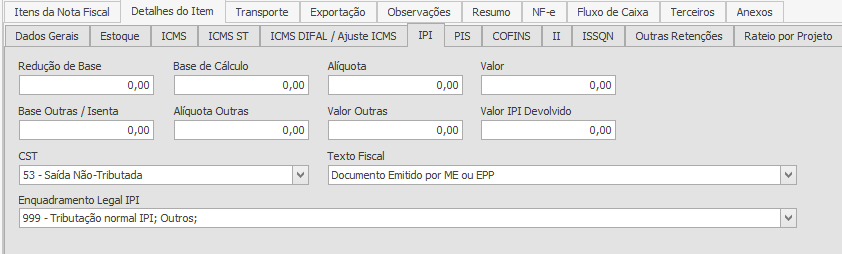 Itens da Nota Fiscal Detalhes do Item Transporte Exportação Observações Resumo NF-e Fluxo de Caixa Terceiros Anexos
Dados Gerais Estoque ICMS ICMS ST ICMS DIFAL / Ajuste ICMS IPI PIS COFINS II ISSQN Outras Retenções Rateio por Projeto
Redução de Base Base de Cálculo Alíquota Valor
0,00 0,00 0,00 0,00
Base Outras / Isenta Alíquota Outras Valor Outras Valor IPI Devolvido
0,00 0,00 0,00 0,00
CST Texto Fiscal
53 - Saída Não-Tributada Documento Emitido por ME ou EPP
Enquadramento Legal IPI
999 - Tributação normal IPI; Outros;